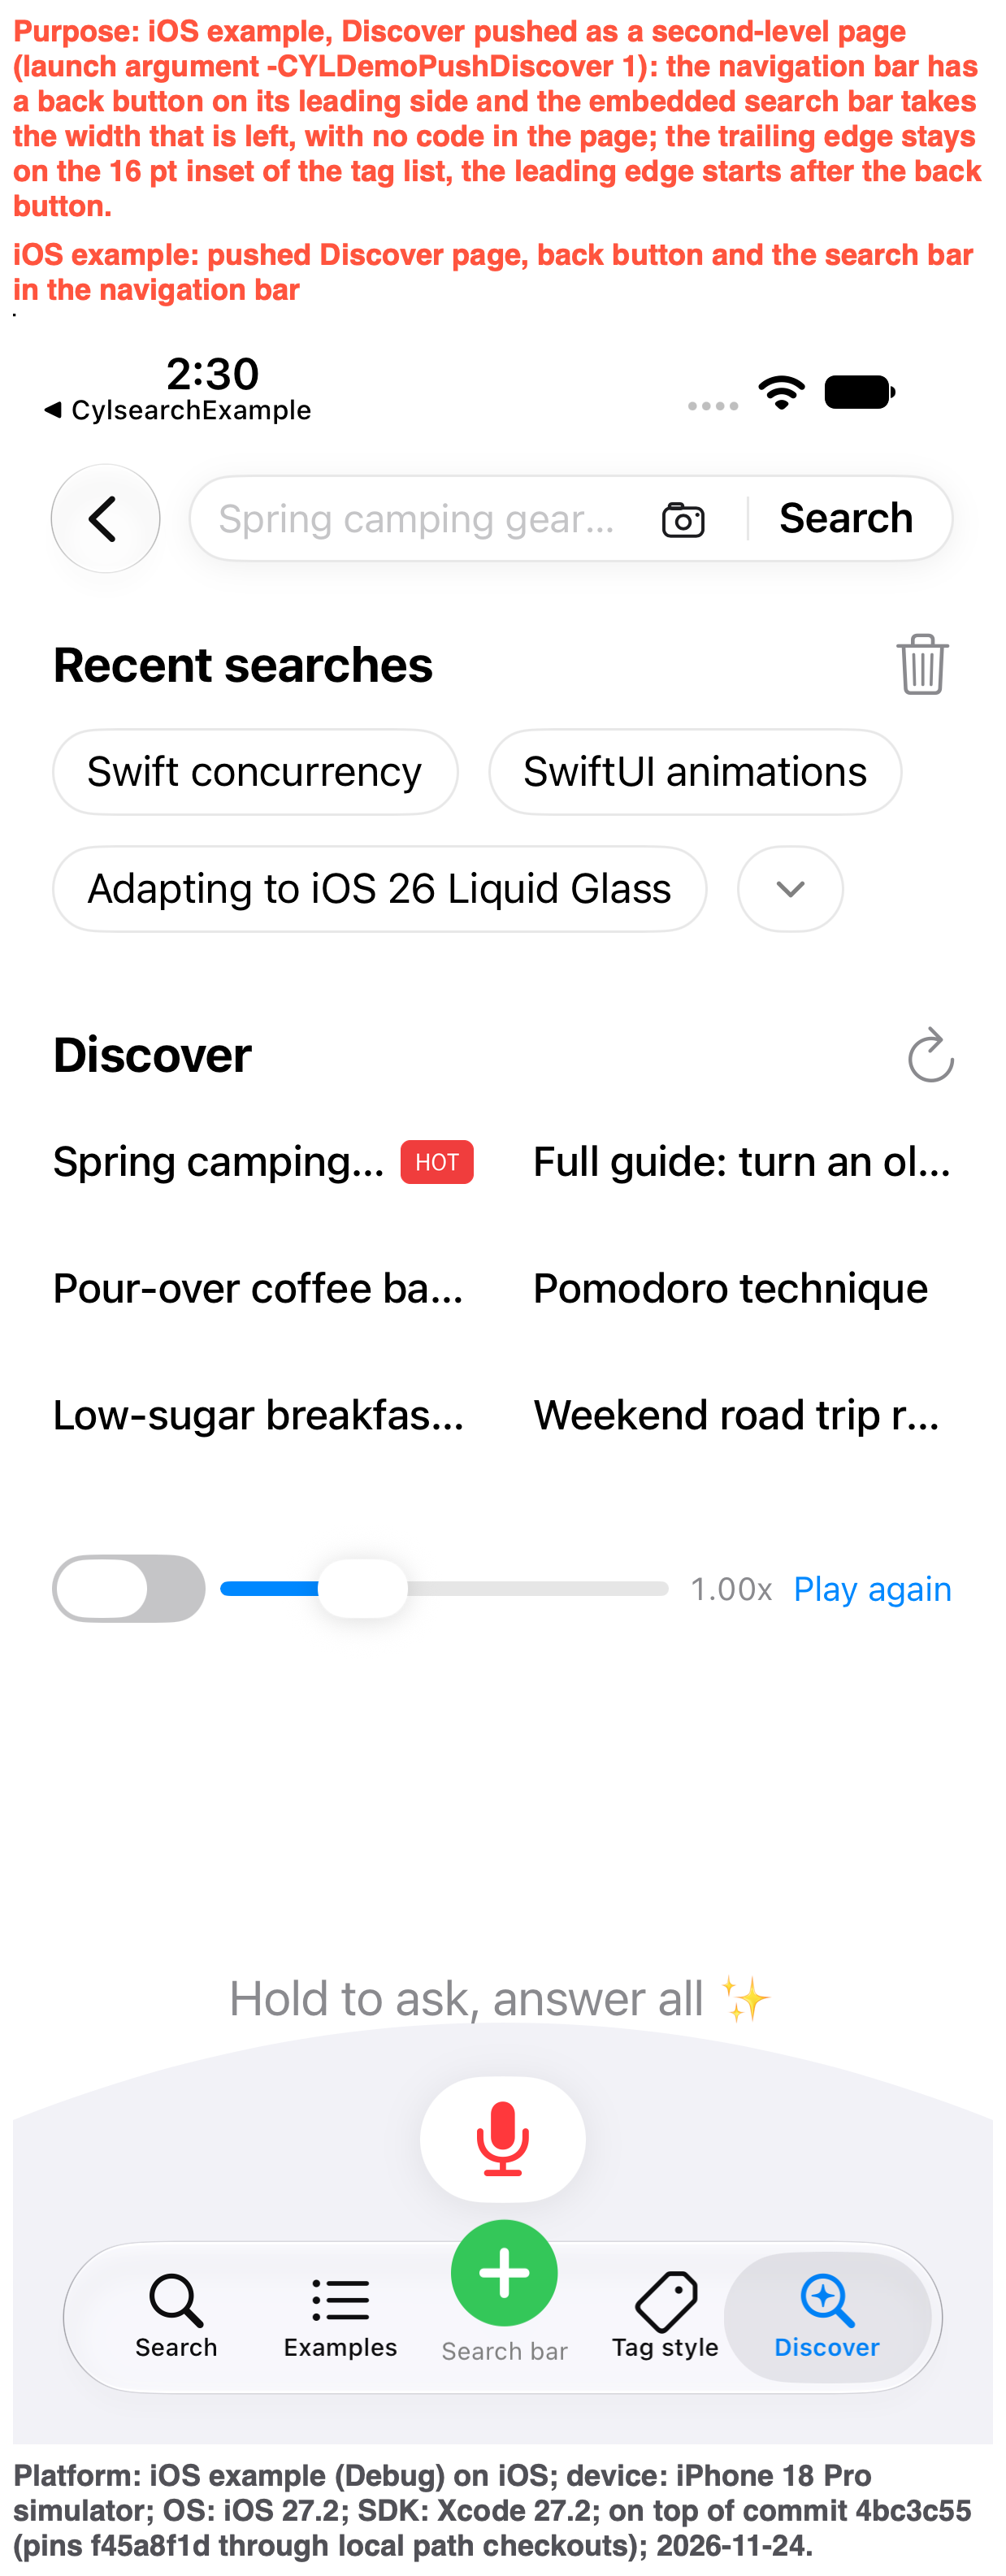 Purpose: iOS example, Discover pushed as a second-level page
(launch argument -CYLDemoPushDiscover 1): the navigation bar has
a back button on its leading side and the embedded search bar takes
the width that is left, with no code in the page; the trailing edge stays
on the 16 pt inset of the tag list, the leading edge starts after the back
button.
iOS example: pushed Discover page, back button and the search bar
in the navigation bar
2:30
◀ CylsearchExample
Spring camping gear... Search
Recent searches
Swift concurrency SwiftUI animations
Adapting to iOS 26 Liquid Glass
Discover
Spring camping... HOT Full guide: turn an ol...
Pour-over coffee ba... Pomodoro technique
Low-sugar breakfas... Weekend road trip r...
1.00x Play again
Hold to ask, answer all ✨
Search Examples Search bar Tag style Discover
Platform: iOS example (Debug) on iOS; device: iPhone 18 Pro
simulator; OS: iOS 27.2; SDK: Xcode 27.2; on top of commit 4bc3c55
(pins f45a8f1d through local path checkouts); 2026-11-24.